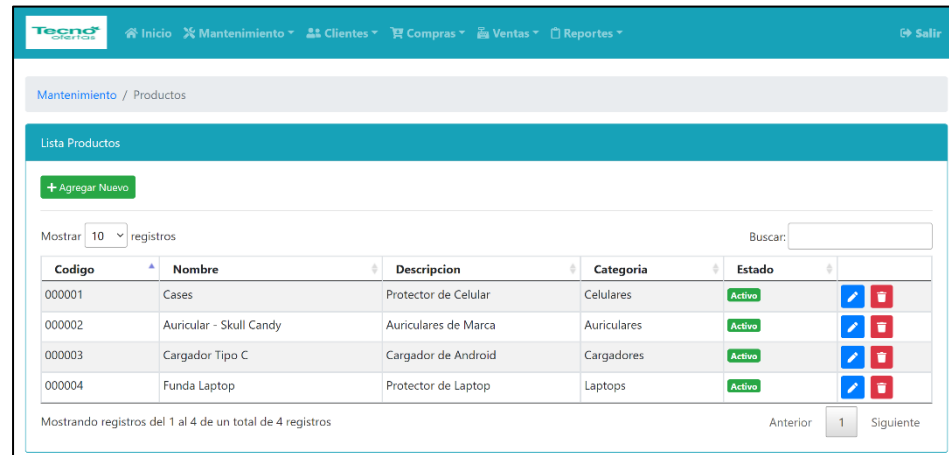 Tecno ofertas
Inicio Mantenimiento Clientes Compras Ventas Reportes Salir
Mantenimiento / Productos
Lista Productos
+ Agregar Nuevo
Mostrar 10 registros Buscar:
Codigo Nombre Descripcion Categoria Estado
000001 Cases Protector de Celular Celulares Activo
000002 Auricular - Skull Candy Auriculares de Marca Auriculares Activo
000003 Cargador Tipo C Cargador de Android Cargadores Activo
000004 Funda Laptop Protector de Laptop Laptops Activo
Mostrando registros del 1 al 4 de un total de 4 registros Anterior 1 Siguiente